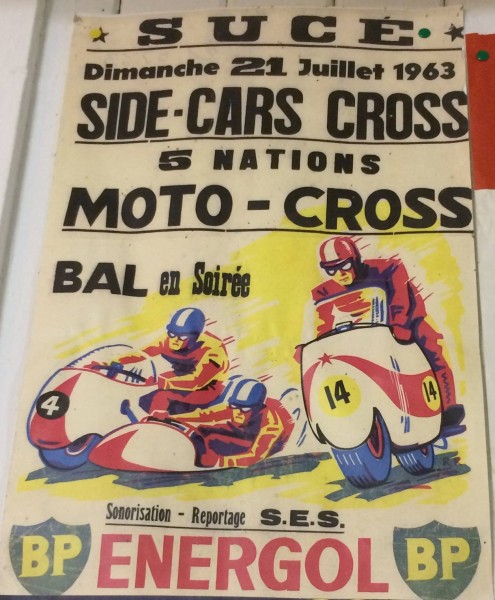 SUCÉ
Dimanche 21 Juillet 1963
SIDE-CARS CROSS
5 NATIONS
MOTO-CROSS
BAL en Soirée
14 14
4
Sonorisation - Reportage S.E.S.
BP ENERGOL BP